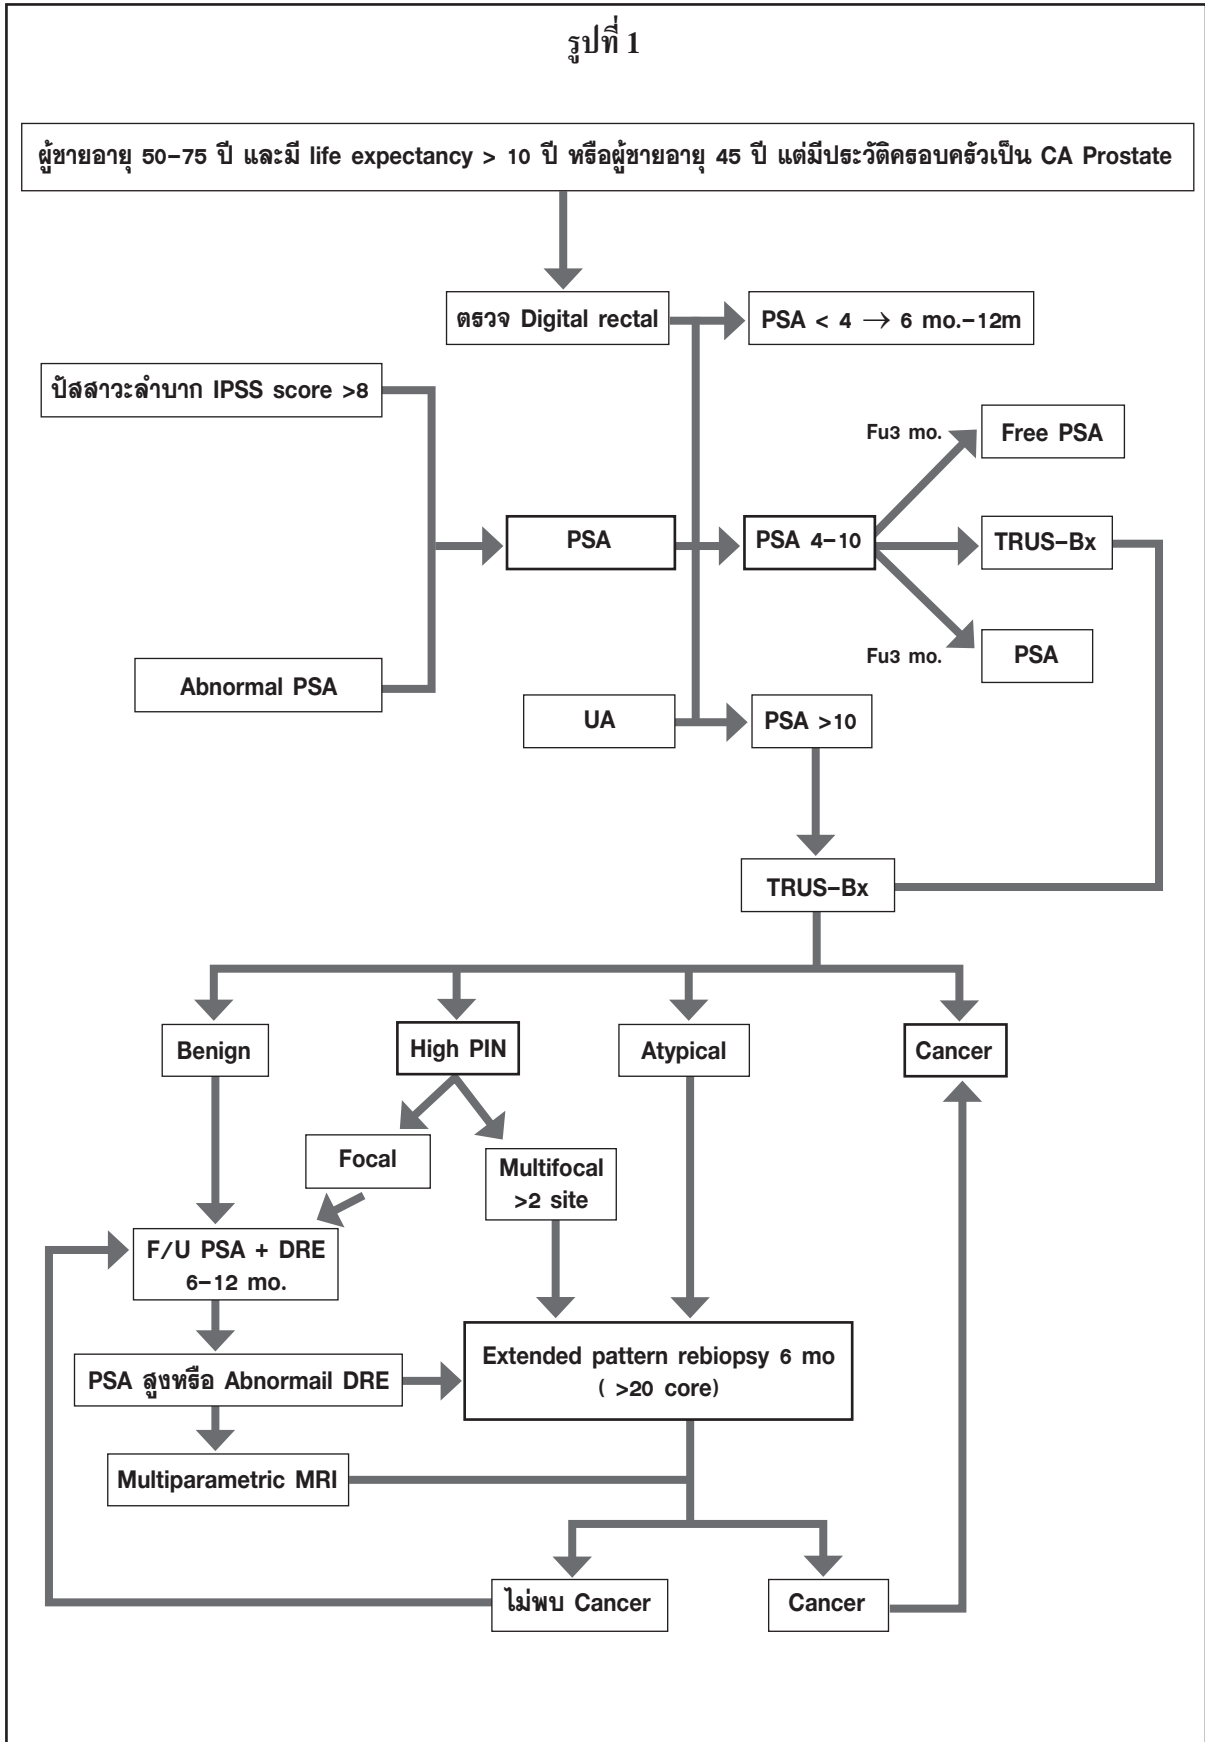 รูปที่ 1
ผู้ชายอายุ 50-75 ปี และมี life expectancy > 10 ปี หรือผู้ชายอายุ 45 ปี แต่มีประวัติครอบครัวเป็น CA Prostate
ตรวจ Digital rectal
PSA < 4 → 6 mo.-12m
ปัสสาวะลำบาก IPSS score >8
Fu3 mo.
Free PSA
PSA
PSA 4-10
TRUS-Bx
Fu3 mo.
PSA
Abnormal PSA
UA
PSA >10
TRUS-Bx
Benign
High PIN
Atypical
Cancer
Focal
Multifocal
>2 site
F/U PSA + DRE
6-12 mo.
PSA สูงหรือ Abnormail DRE
Extended pattern rebiopsy 6 mo
( >20 core)
Multiparametric MRI
ไม่พบ Cancer
Cancer